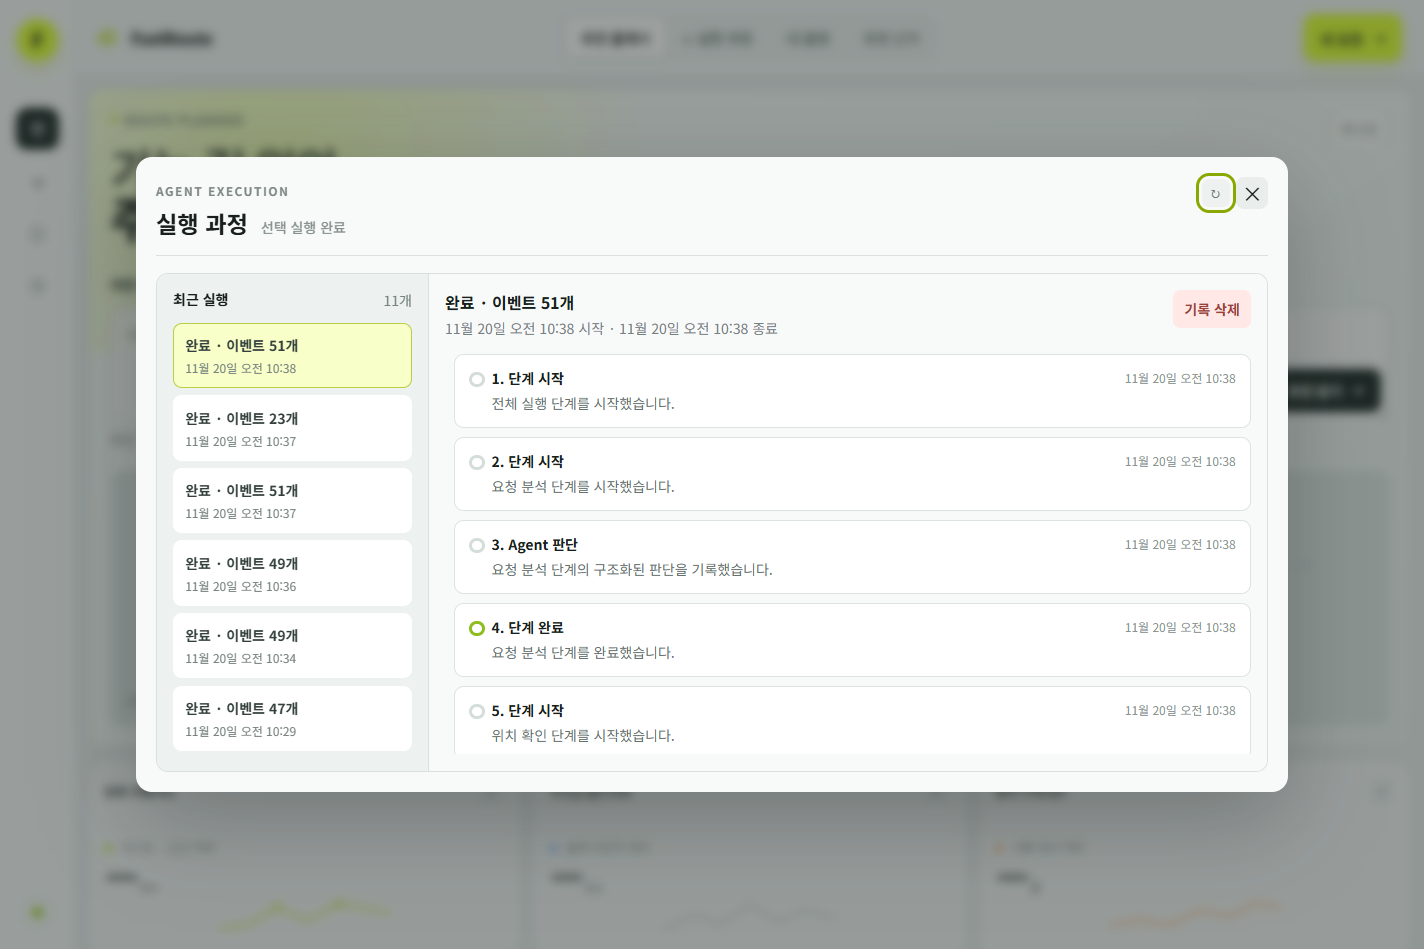 AGENT EXECUTION
실행 과정 선택 실행 완료
최근 실행 11개
완료 · 이벤트 51개
11월 20일 오전 10:38
완료 · 이벤트 23개
11월 20일 오전 10:37
완료 · 이벤트 51개
11월 20일 오전 10:37
완료 · 이벤트 49개
11월 20일 오전 10:36
완료 · 이벤트 49개
11월 20일 오전 10:34
완료 · 이벤트 47개
11월 20일 오전 10:29
완료 · 이벤트 51개
11월 20일 오전 10:38 시작 · 11월 20일 오전 10:38 종료
기록 삭제
1. 단계 시작 11월 20일 오전 10:38
전체 실행 단계를 시작했습니다.
2. 단계 시작 11월 20일 오전 10:38
요청 분석 단계를 시작했습니다.
3. Agent 판단 11월 20일 오전 10:38
요청 분석 단계의 구조화된 판단을 기록했습니다.
4. 단계 완료 11월 20일 오전 10:38
요청 분석 단계를 완료했습니다.
5. 단계 시작 11월 20일 오전 10:38
위치 확인 단계를 시작했습니다.